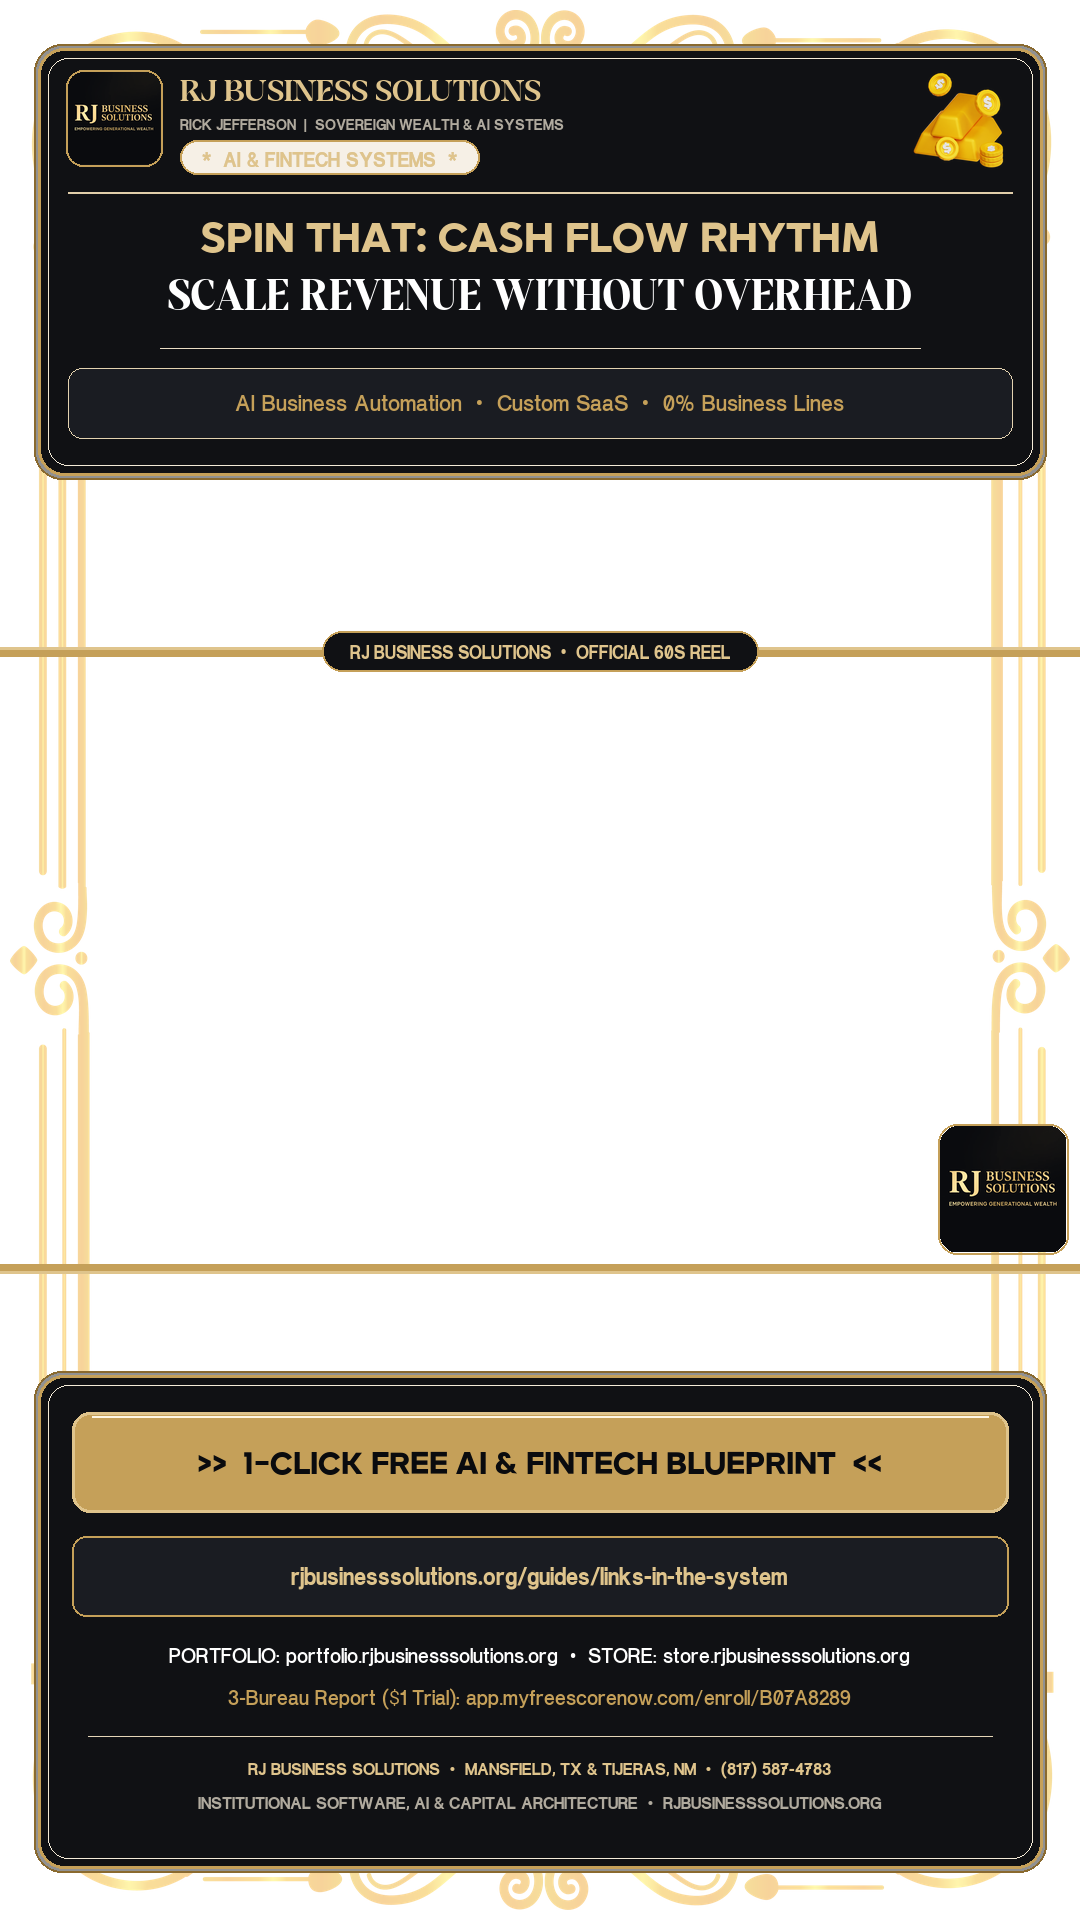 RJ BUSINESS SOLUTIONS
EMPOWERING GENERATIONAL WEALTH
RJ BUSINESS SOLUTIONS
RICK JEFFERSON | SOVEREIGN WEALTH & AI SYSTEMS
* AI & FINTECH SYSTEMS *
SPIN THAT: CASH FLOW RHYTHM
SCALE REVENUE WITHOUT OVERHEAD
AI Business Automation • Custom SaaS • 0% Business Lines
RJ BUSINESS SOLUTIONS • OFFICIAL 60S REEL
RJ BUSINESS SOLUTIONS
EMPOWERING GENERATIONAL WEALTH
>> 1-CLICK FREE AI & FINTECH BLUEPRINT <<
rjbusinesssolutions.org/guides/links-in-the-system
PORTFOLIO: portfolio.rjbusinesssolutions.org • STORE: store.rjbusinesssolutions.org
3-Bureau Report ($1 Trial): app.myfreescorenow.com/enroll/B07A8289
RJ BUSINESS SOLUTIONS • MANSFIELD, TX & TIJERAS, NM • (817) 587-4783
INSTITUTIONAL SOFTWARE, AI & CAPITAL ARCHITECTURE • RJBUSINESSSOLUTIONS.ORG